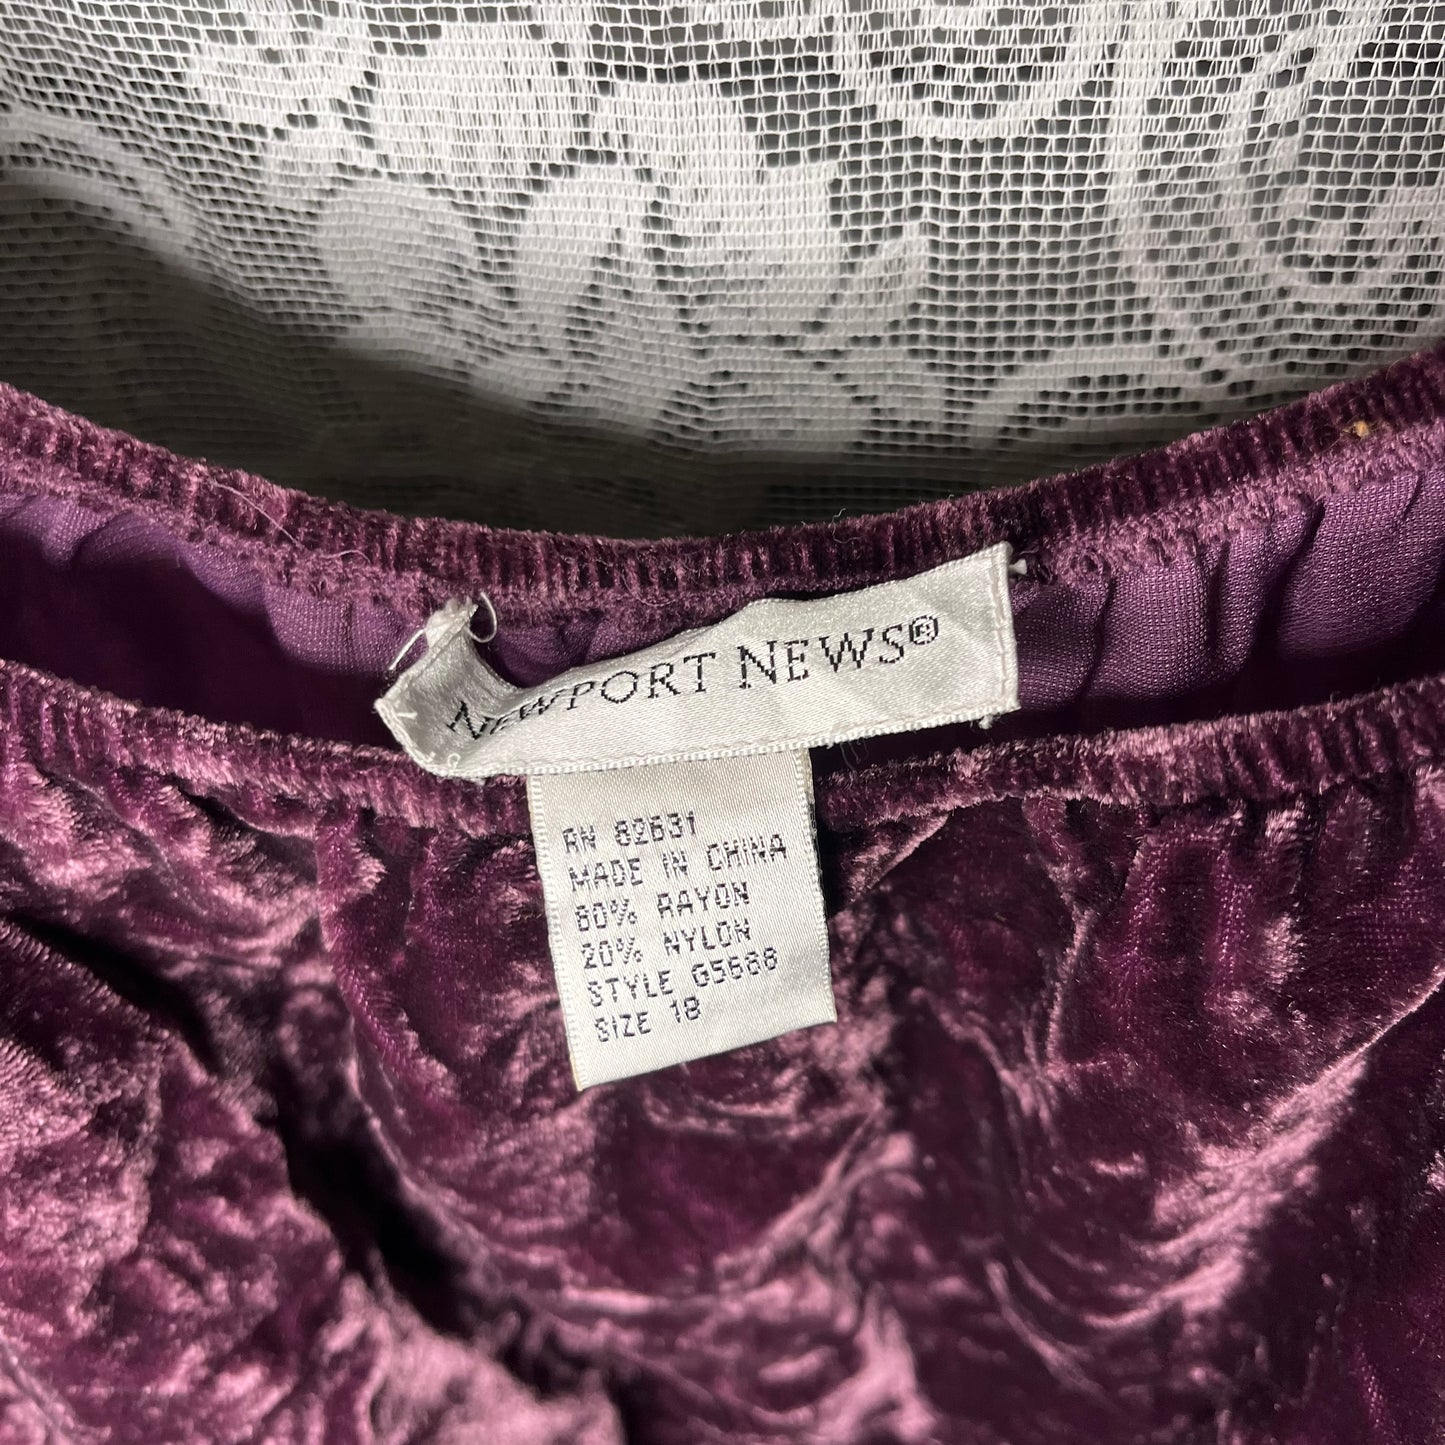 NEWPORT NEWS®
RN 82631
MADE IN CHINA
80% RAYON
20% NYLON
STYLE G5668
SIZE 18